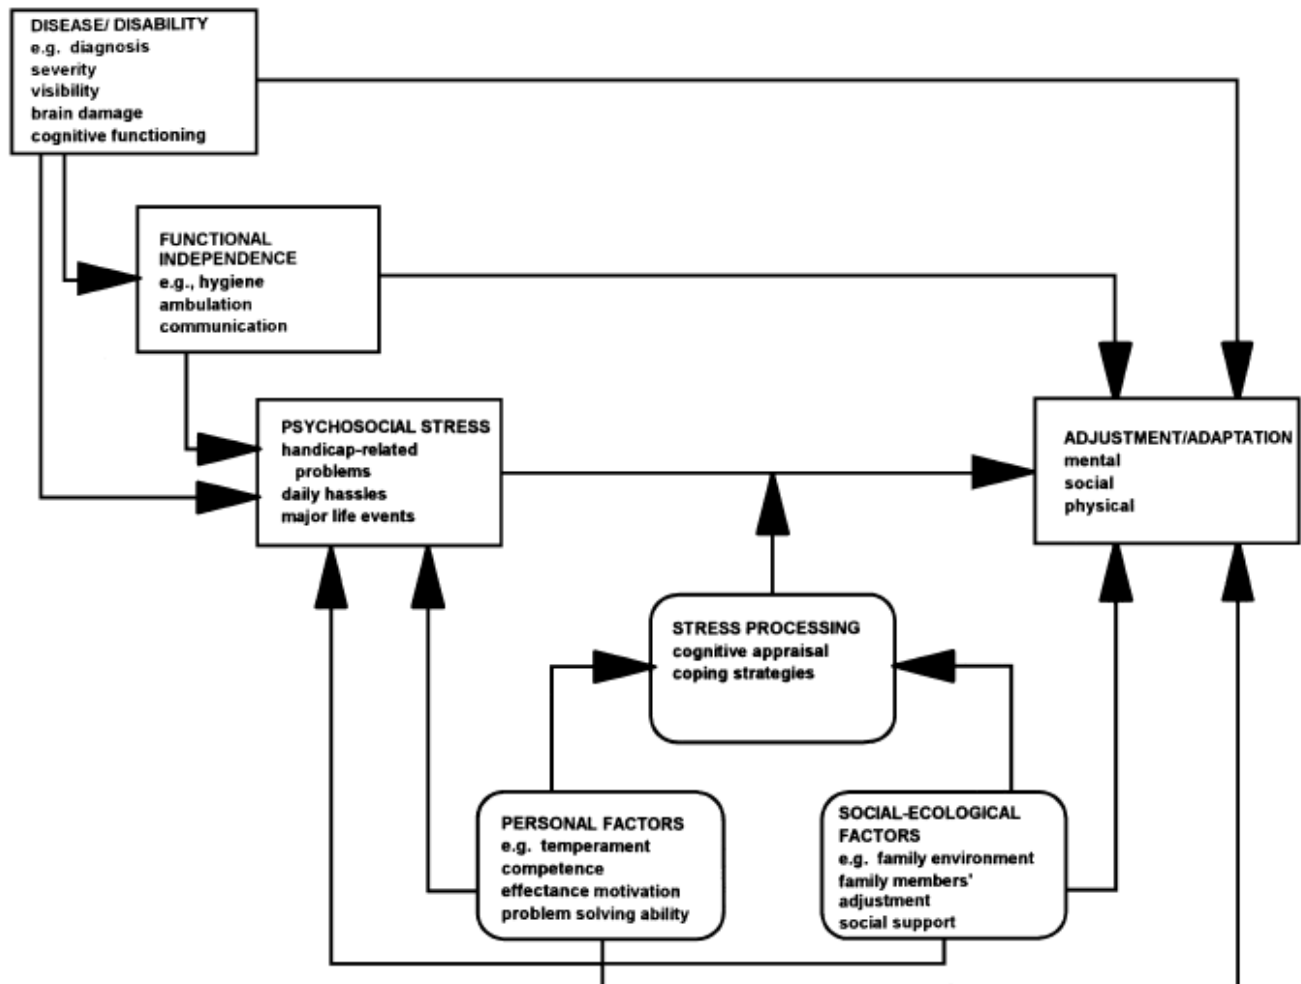 DISEASE/ DISABILITY
e.g. diagnosis
severity
visibility
brain damage
cognitive functioning
FUNCTIONAL
INDEPENDENCE
e.g., hygiene
ambulation
communication
PSYCHOSOCIAL STRESS
handicap-related
problems
daily hassles
major life events
ADJUSTMENT/ADAPTATION
mental
social
physical
STRESS PROCESSING
cognitive appraisal
coping strategies
PERSONAL FACTORS
e.g. temperament
competence
effectance motivation
problem solving ability
SOCIAL-ECOLOGICAL
FACTORS
e.g. family environment
family members'
adjustment
social support